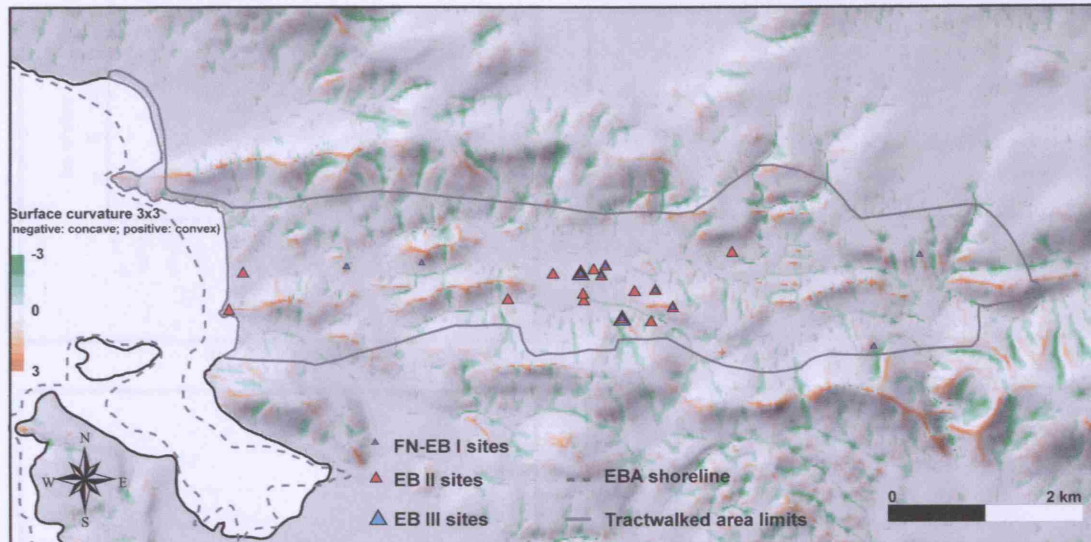 Surface curvature 3x3
(negative: concave; positive: convex)
-3
0
3
N
W E
S
FN-EB I sites
EB II sites
EB III sites
EBA shoreline
Tractwalked area limits
0 2 km